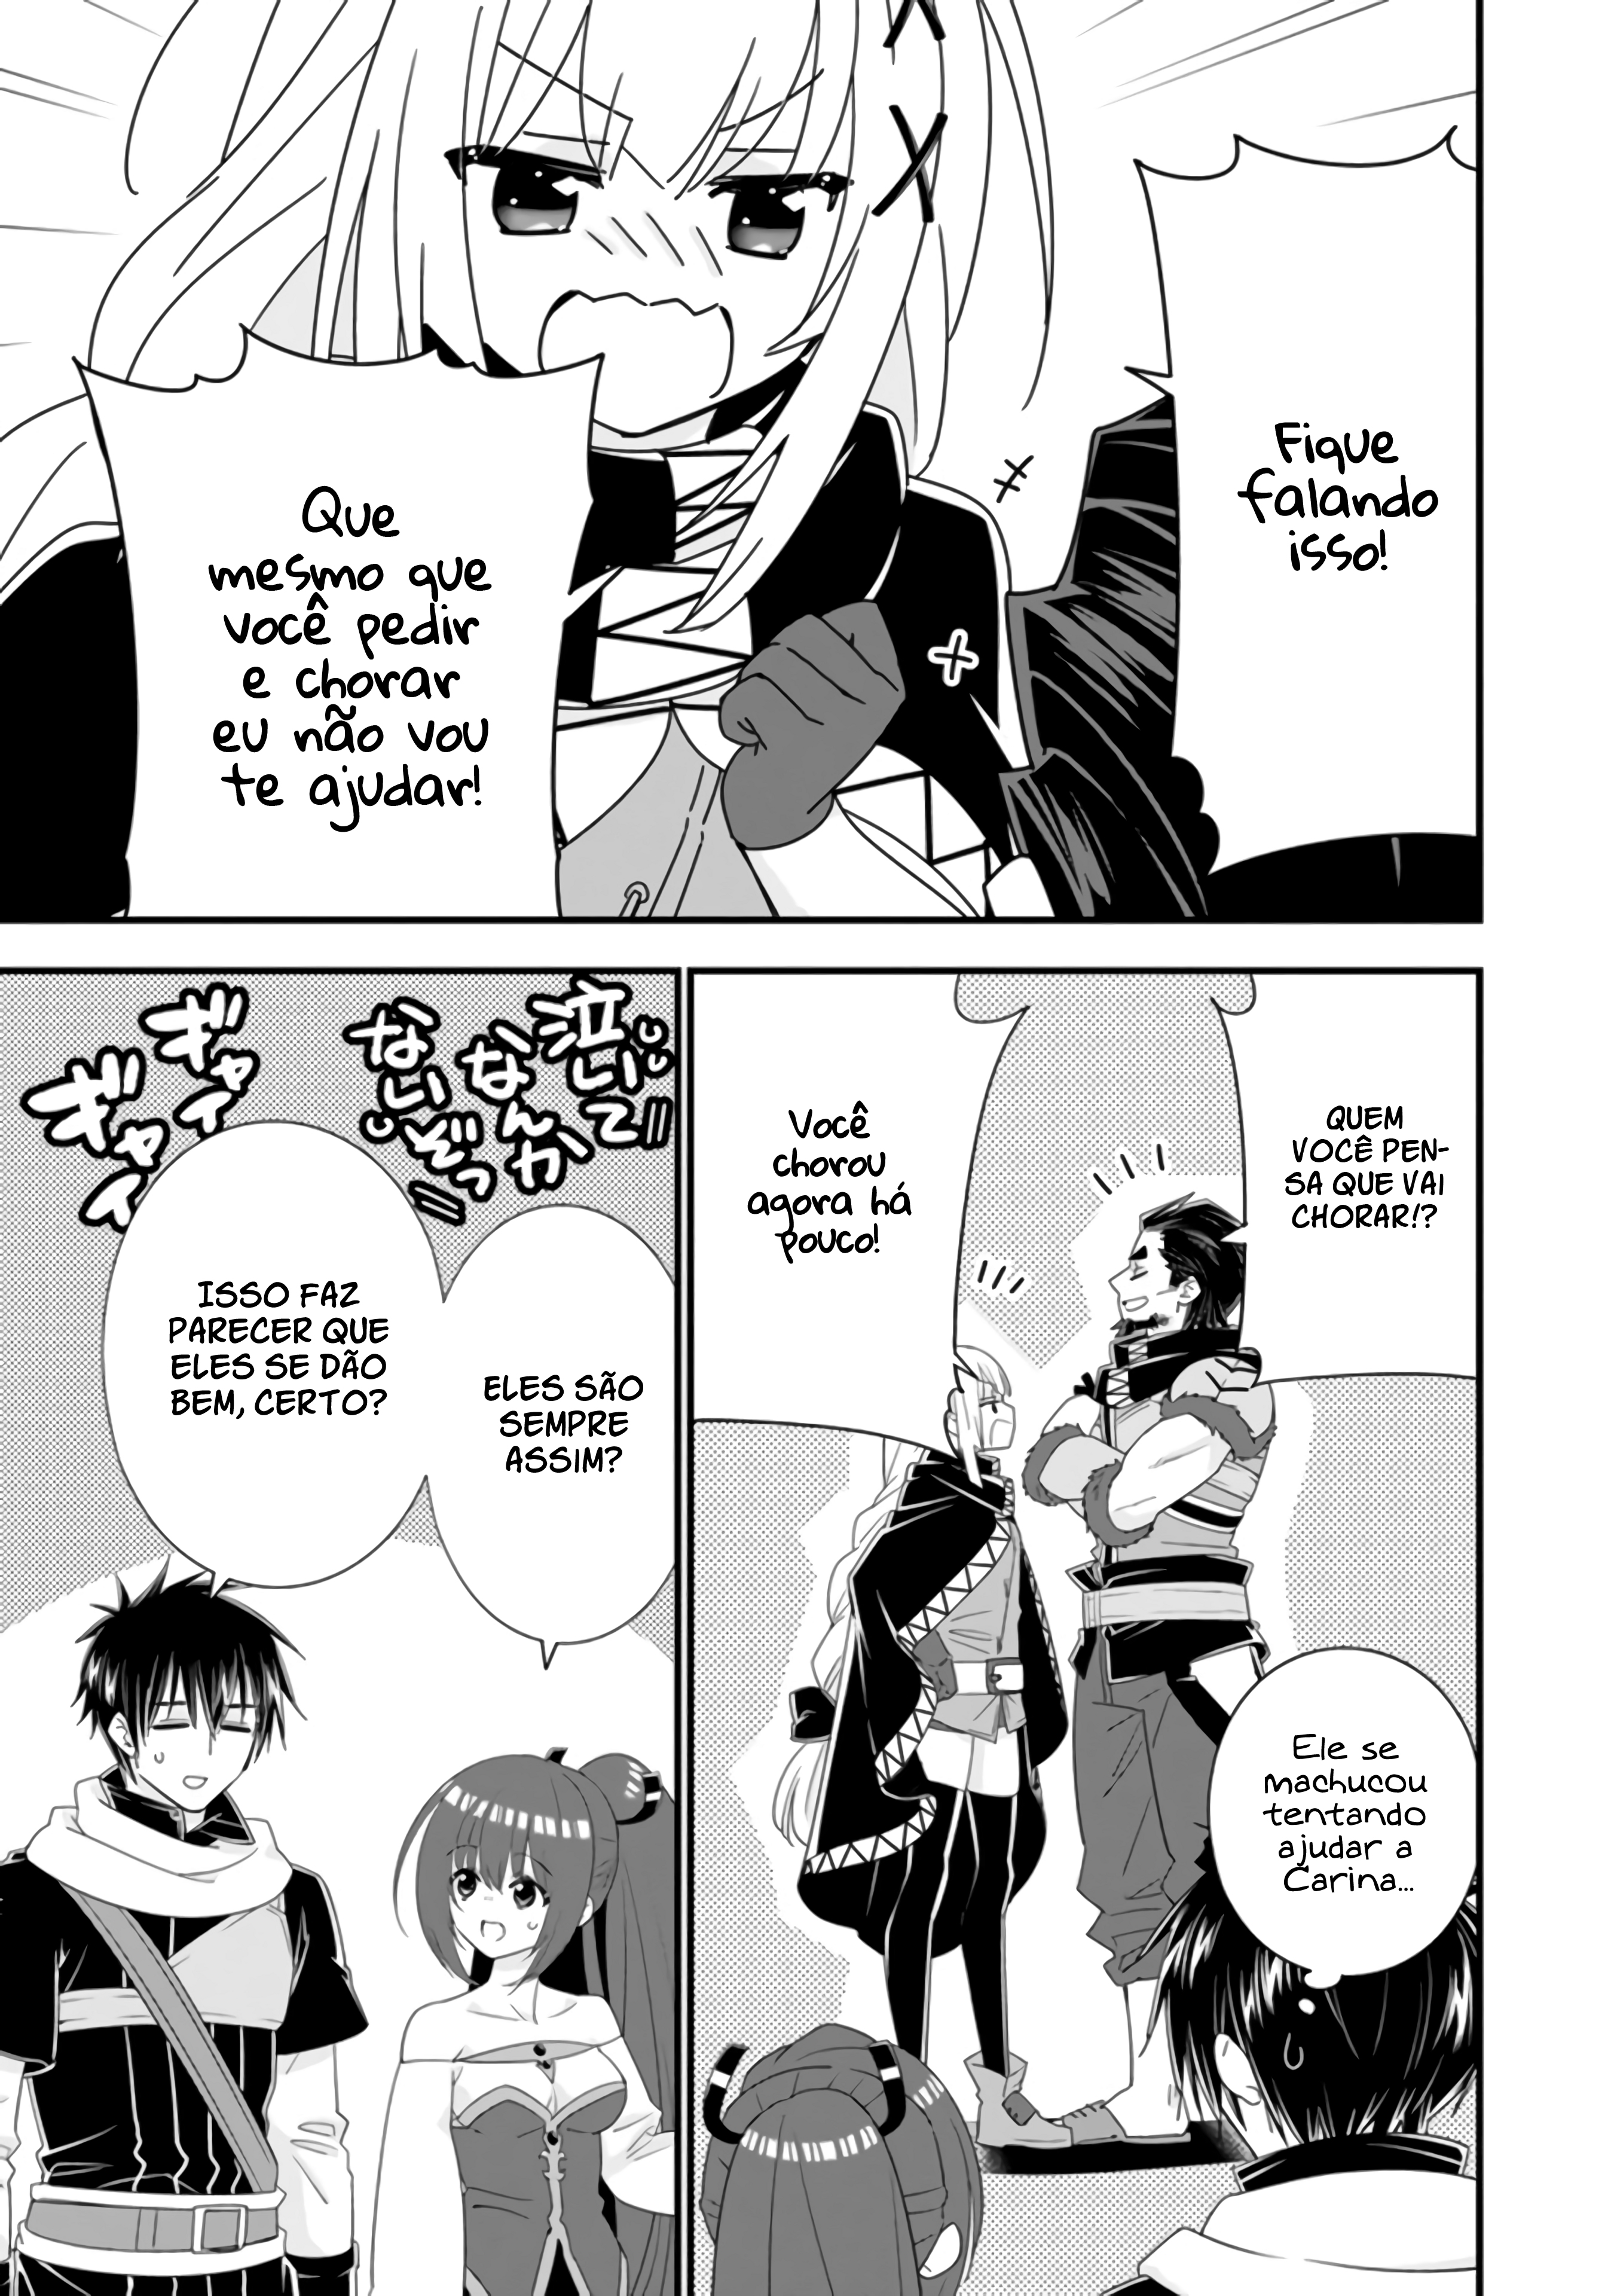 Fique
falando
isso!
Que
mesmo que
você pedir
e chorar
eu não vou
te ajudar!
QUEM
VOCÊ PEN-
SA QUE VAI
CHORAR!?
Você
chorou
agora há
pouco!
Ele se
machucou
tentando
ajudar a
Carina...
泣いて
なんか
ないぞっ
ギャイ
ギャイ
ELES SÃO
SEMPRE
ASSIM?
ISSO FAZ
PARECER QUE
ELES SE DÃO
BEM, CERTO?